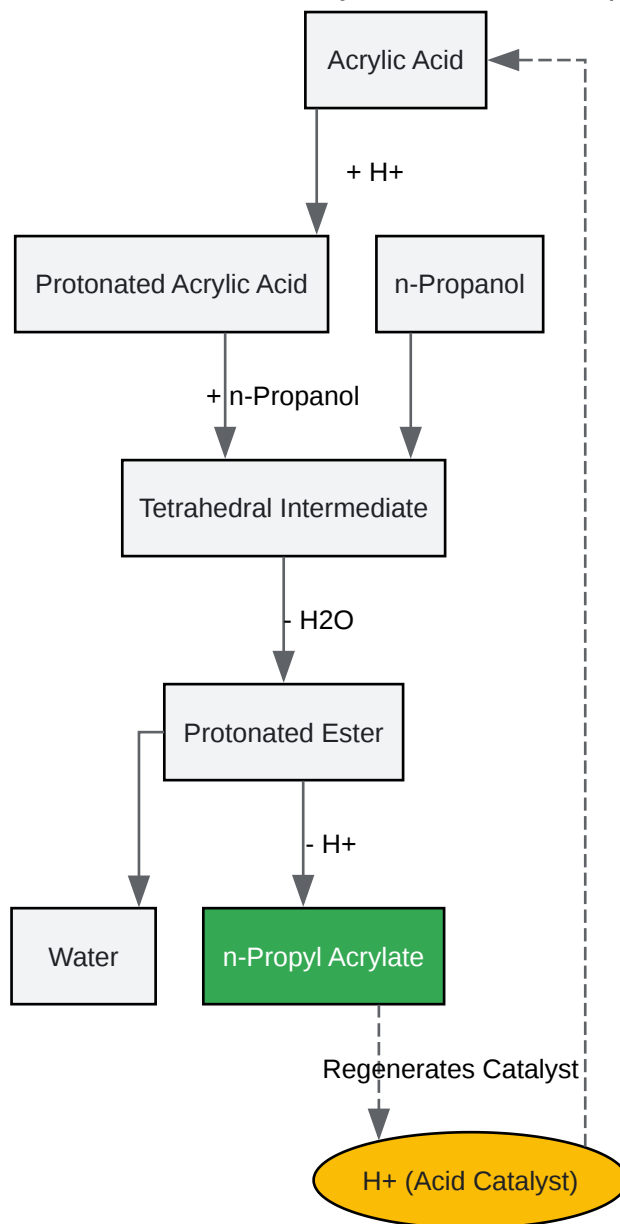 Acrylic Acid
+ H+
Protonated Acrylic Acid
n-Propanol
+ n-Propanol
Tetrahedral Intermediate
- H2O
Protonated Ester
- H+
Water
n-Propyl Acrylate
Regenerates Catalyst
H+ (Acid Catalyst)